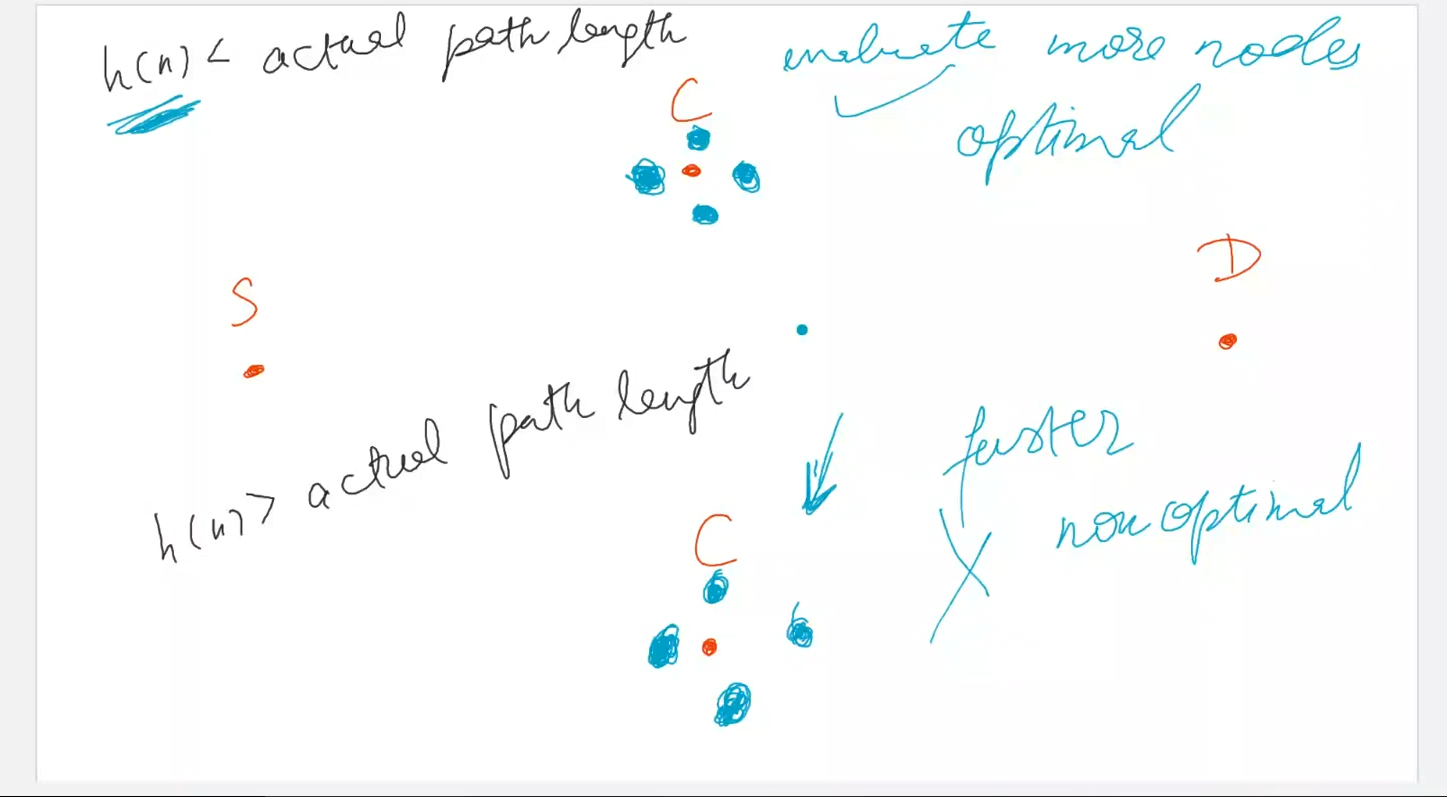 h(n) < actual path length
evaluate more nodes
optimal
C
S
D
h(n) > actual path length
faster
non optimal
C